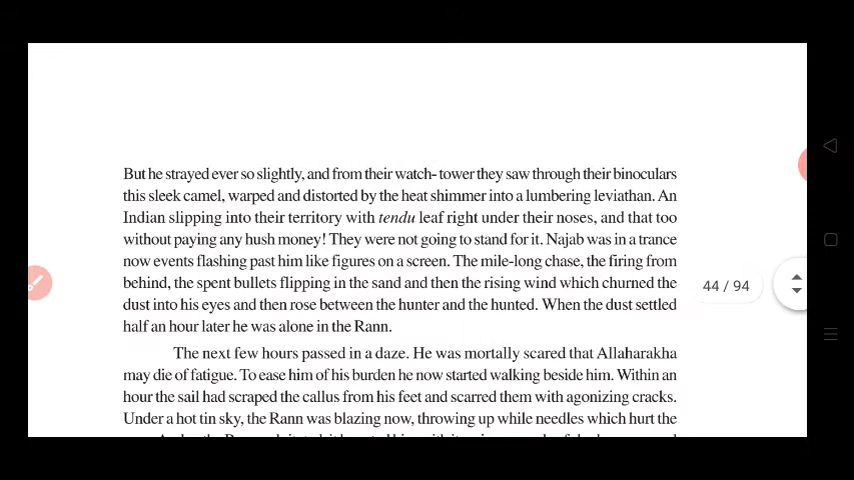 But he strayed ever so slightly, and from their watch- tower they saw through their binoculars
this sleek camel, warped and distorted by the heat shimmer into a lumbering leviathan. An
Indian slipping into their territory with tendu leaf right under their noses, and that too
without paying any hush money! They were not going to stand for it. Najab was in a trance
now events flashing past him like figures on a screen. The mile-long chase, the firing from
behind, the spent bullets flipping in the sand and then the rising wind which churned the
dust into his eyes and then rose between the hunter and the hunted. When the dust settled
half an hour later he was alone in the Rann.
44 / 94
The next few hours passed in a daze. He was mortally scared that Allaharakha
may die of fatigue. To ease him of his burden he now started walking beside him. Within an
hour the sail had scraped the callus from his feet and scarred them with agonizing cracks.
Under a hot tin sky, the Rann was blazing now, throwing up while needles which hurt the